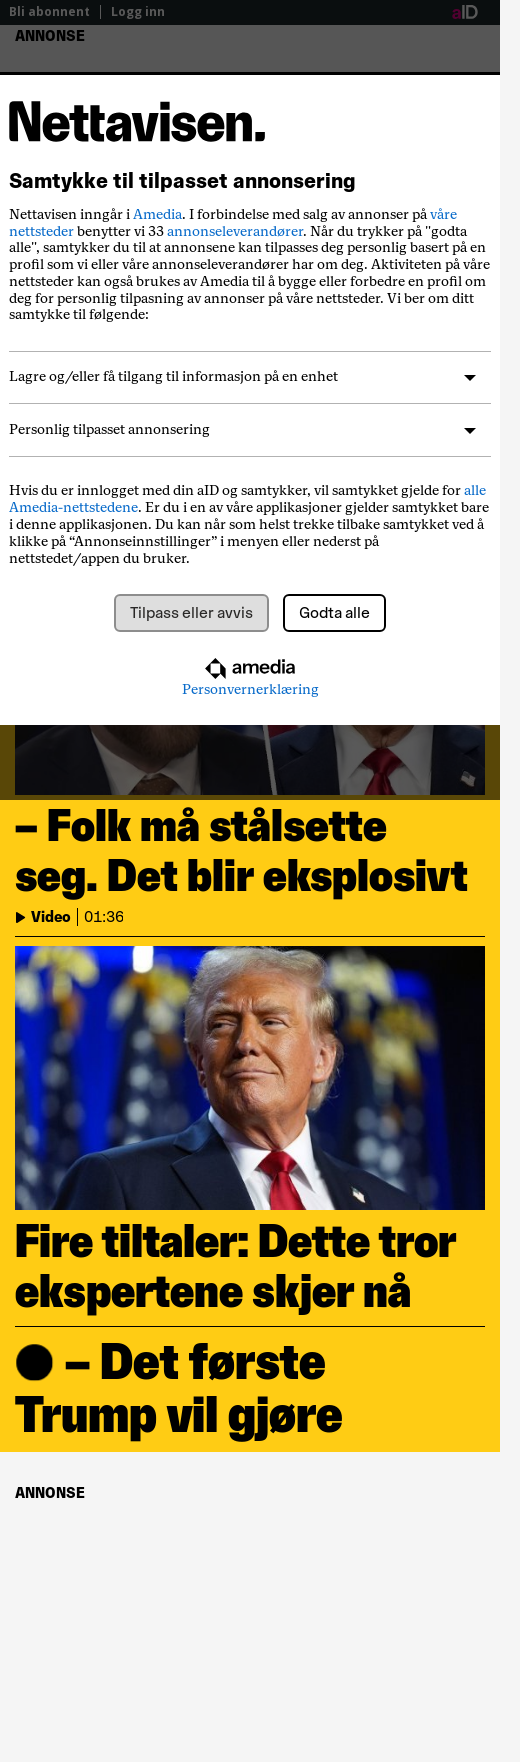 Bli abonnent | Logg inn
aID
ANNONSE
Nettavisen.
Samtykke til tilpasset annonsering
Nettavisen inngår i Amedia. I forbindelse med salg av annonser på våre
nettsteder benytter vi 33 annonseleverandører. Når du trykker på "godta
alle", samtykker du til at annonsene kan tilpasses deg personlig basert på en
profil som vi eller våre annonseleverandører har om deg. Aktiviteten på våre
nettsteder kan også brukes av Amedia til å bygge eller forbedre en profil om
deg for personlig tilpasning av annonser på våre nettsteder. Vi ber om ditt
samtykke til følgende:
Lagre og/eller få tilgang til informasjon på en enhet
Personlig tilpasset annonsering
Hvis du er innlogget med din aID og samtykker, vil samtykket gjelde for alle
Amedia-nettstedene. Er du i en av våre applikasjoner gjelder samtykket bare
i denne applikasjonen. Du kan når som helst trekke tilbake samtykket ved å
klikke på “Annonseinnstillinger” i menyen eller nederst på
nettstedet/appen du bruker.
Tilpass eller avvis
Godta alle
amedia
Personvernerklæring
– Folk må stålsette
seg. Det blir eksplosivt
Video | 01:36
Fire tiltaler: Dette tror
ekspertene skjer nå
– Det første
Trump vil gjøre
ANNONSE